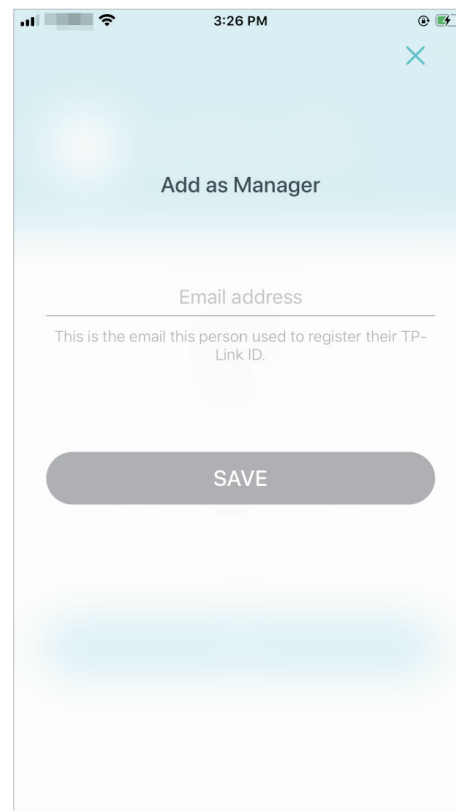 3:26 PM
Add as Manager
Email address
This is the email this person used to register their TP-
Link ID.
SAVE